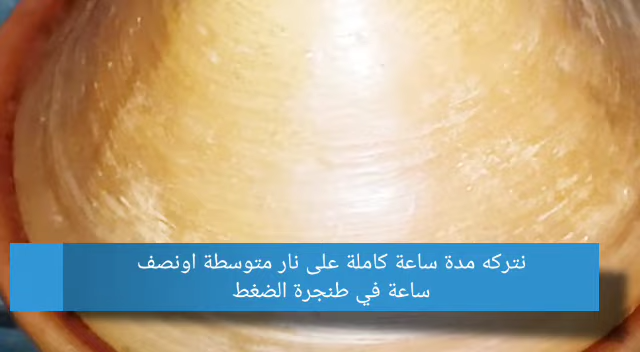 نتركه مدة ساعة كاملة على نار متوسطة اونصف
ساعة في طنجرة الضغط